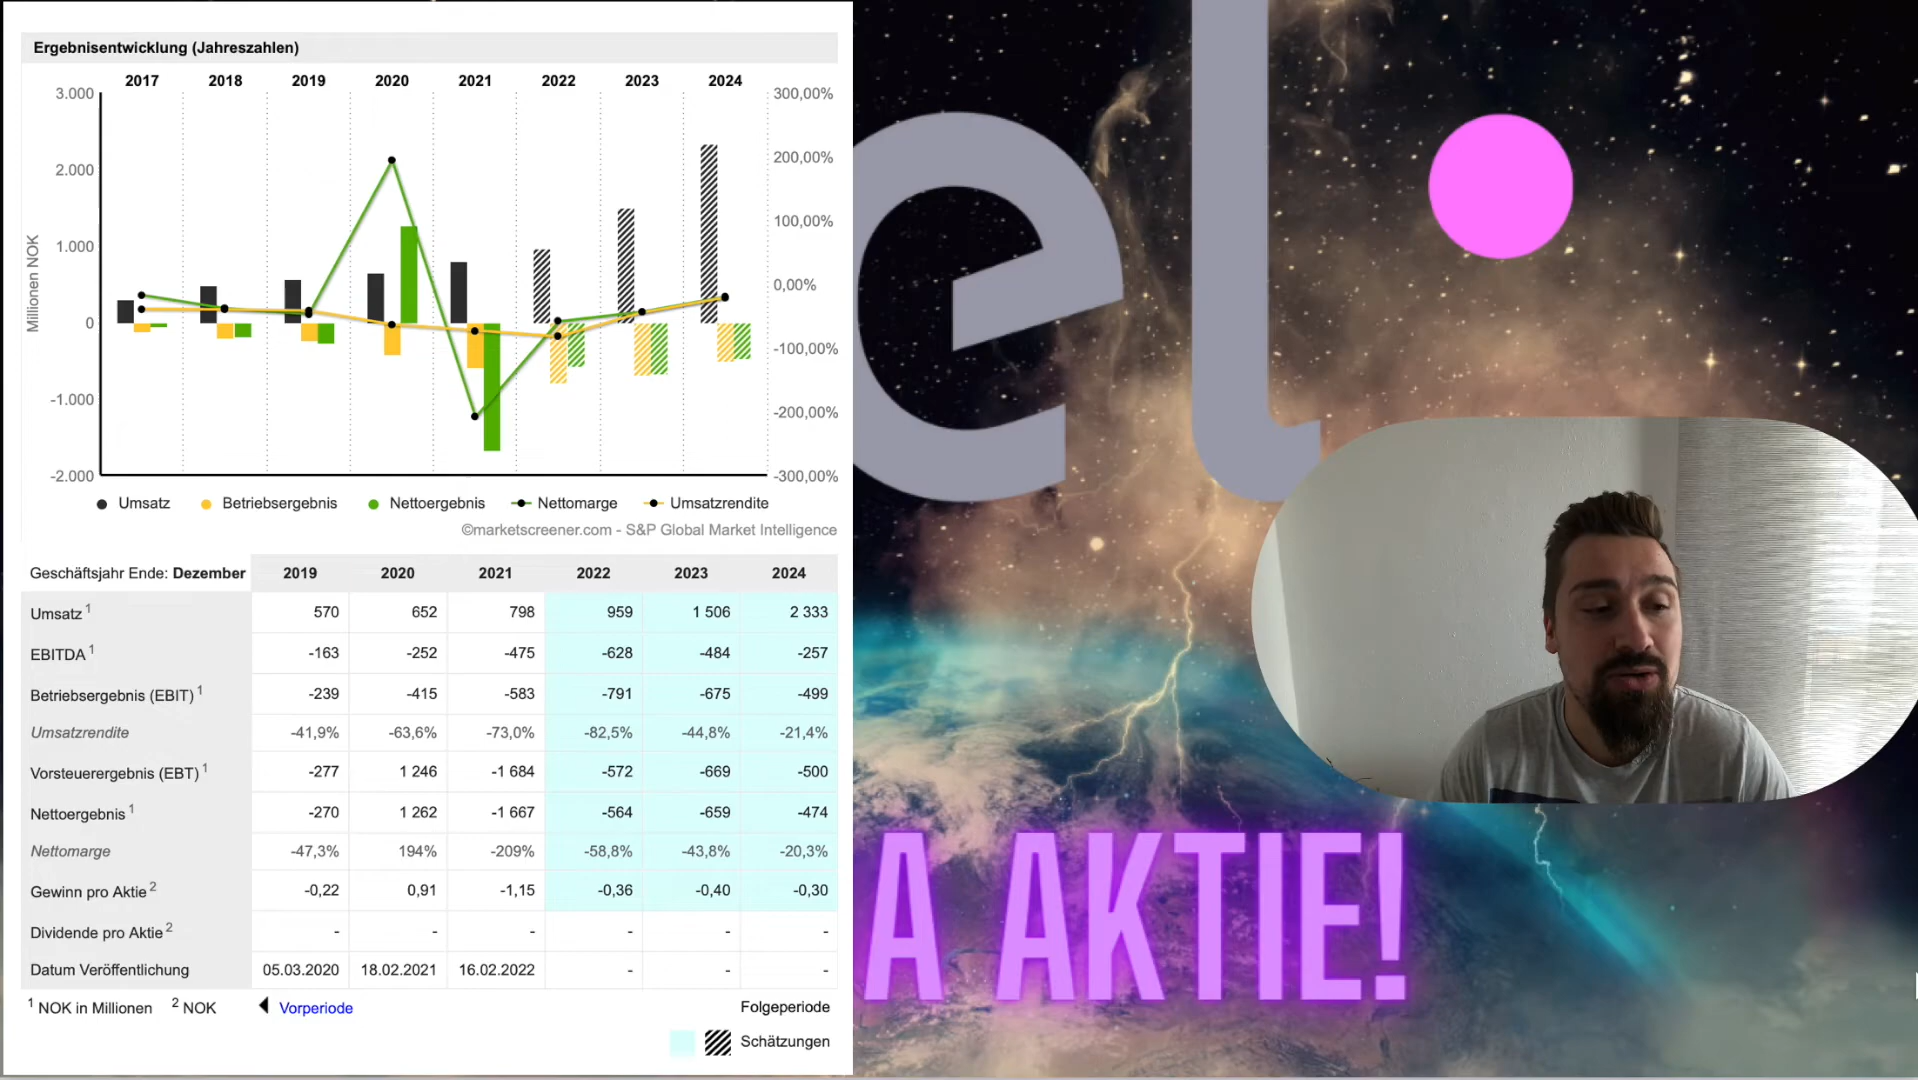 Ergebnisentwicklung (Jahreszahlen)
2017 2018 2019 2020 2021 2022 2023 2024
3.000 300,00%
2.000 200,00%
1.000 100,00%
0 0,00%
-1.000 -100,00%
-2.000 -200,00%
-300,00%
Millionen NOK
Umsatz Betriebsergebnis Nettoergebnis Nettomarge Umsatzrendite
©marketscreener.com - S&P Global Market Intelligence
Geschäftsjahr Ende: Dezember 2019 2020 2021 2022 2023 2024
Umsatz 1 570 652 798 959 1 506 2 333
EBITDA 1 -163 -252 -475 -628 -484 -257
Betriebsergebnis (EBIT) 1 -239 -415 -583 -791 -675 -499
Umsatzrendite -41,9% -63,6% -73,0% -82,5% -44,8% -21,4%
Vorsteuerergebnis (EBT) 1 -277 1 246 -1 684 -572 -669 -500
Nettoergebnis 1 -270 1 262 -1 667 -564 -659 -474
Nettomarge -47,3% 194% -209% -58,8% -43,8% -20,3%
Gewinn pro Aktie 2 -0,22 0,91 -1,15 -0,36 -0,40 -0,30
Dividende pro Aktie 2 - - - - - -
Datum Veröffentlichung 05.03.2020 18.02.2021 16.02.2022 - - -
1 NOK in Millionen 2 NOK Vorperiode Folgeperiode
Schätzungen
el
A AKTIE!